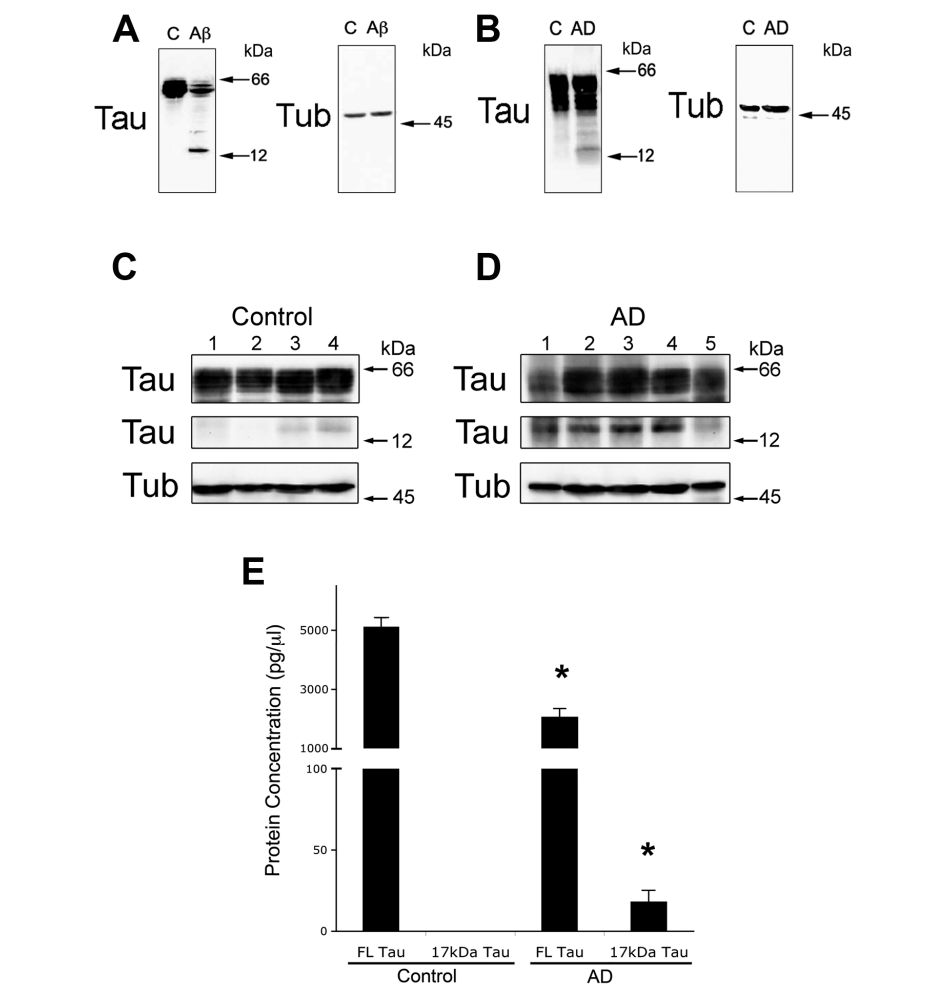 A
C Aβ
kDa
66
Tau
12
C Aβ
kDa
Tub
45
B
C AD
kDa
66
Tau
12
C AD
kDa
Tub
45
C
Control
1 2 3 4
kDa
Tau
66
Tau
12
Tub
45
D
AD
1 2 3 4 5
kDa
Tau
66
Tau
12
Tub
45
E
Protein Concentration (pg/μl)
5000
3000
1000
100
50
0
*
*
FL Tau 17kDa Tau FL Tau 17kDa Tau
Control AD